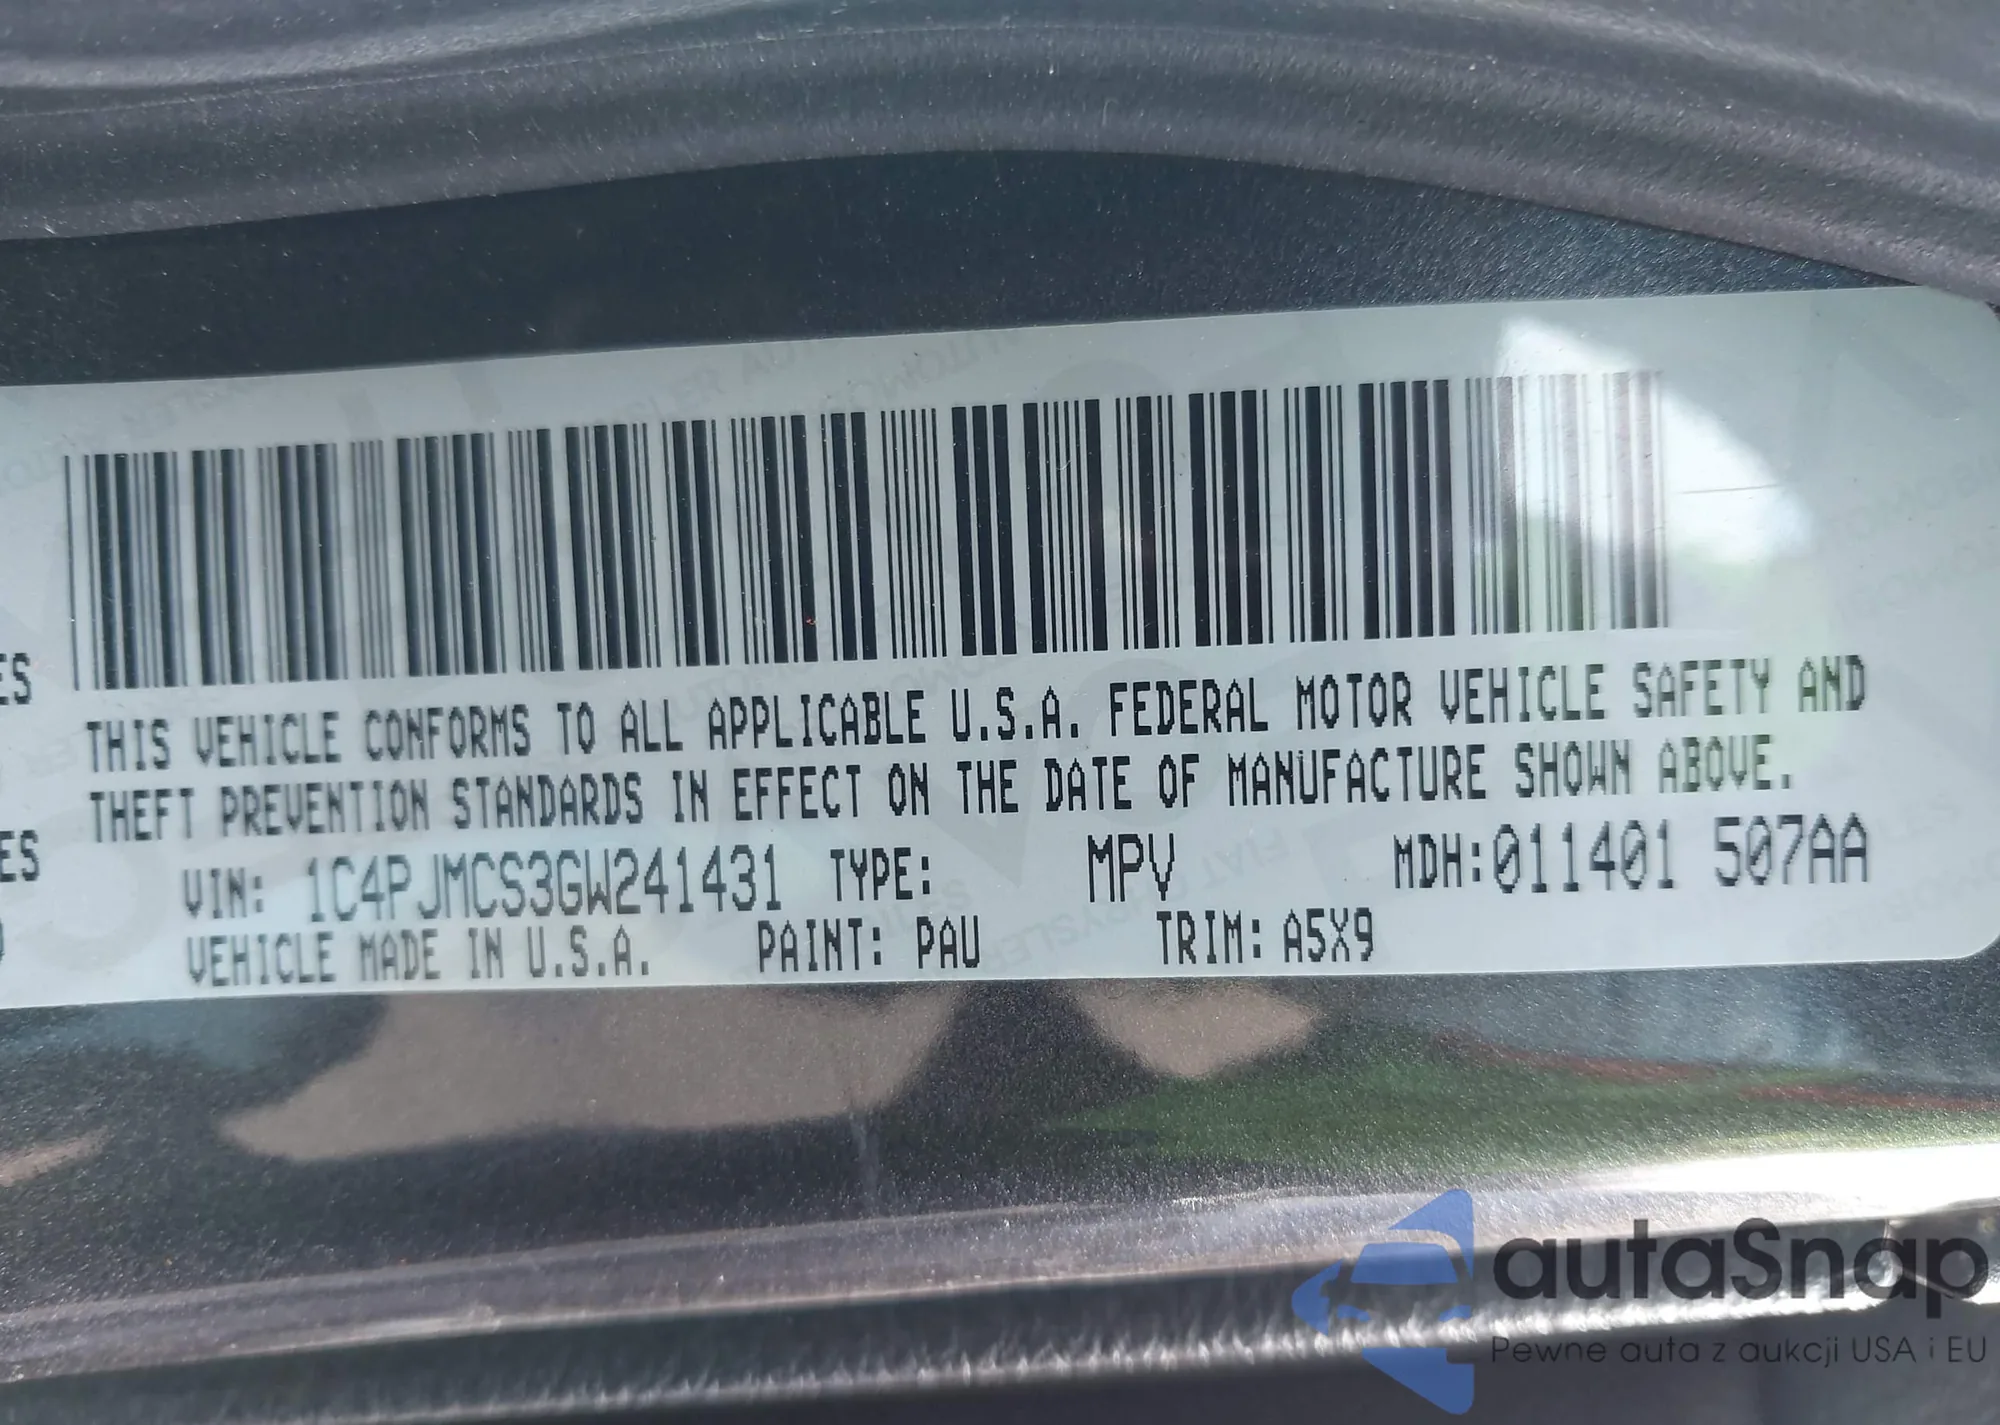 ES
ES
THIS VEHICLE CONFORMS TO ALL APPLICABLE U.S.A. FEDERAL MOTOR VEHICLE SAFETY AND
THEFT PREVENTION STANDARDS IN EFFECT ON THE DATE OF MANUFACTURE SHOWN ABOVE.
VIN: 1C4PJMCS3GW241431 TYPE: MPV MDH:011401 507AA
VEHICLE MADE IN U.S.A. PAINT: PAU TRIM: A5X9
autaSnap
Pewne auta z aukcji USA i EU